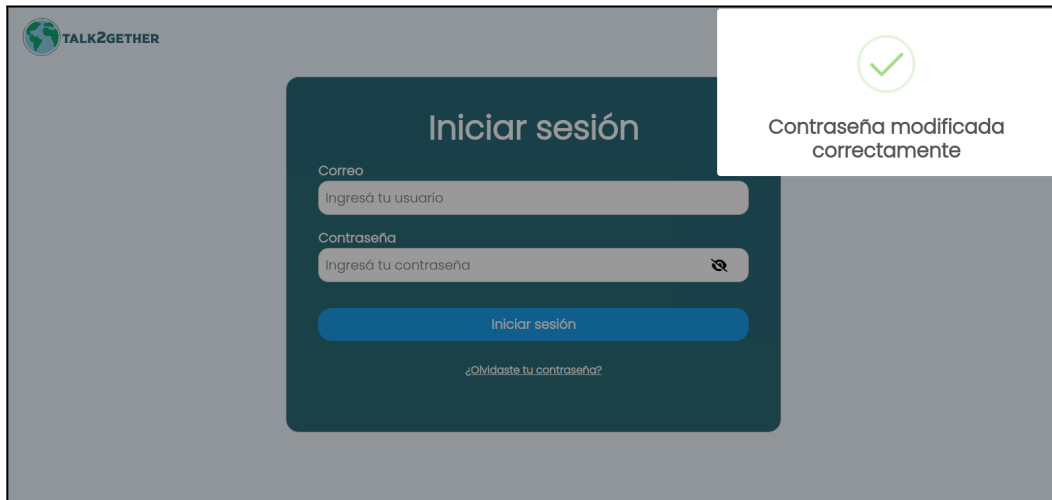 TALK2GETHER
Contraseña modificada
correctamente
Iniciar sesión
Correo
Ingresá tu usuario
Contraseña
Ingresá tu contraseña
Iniciar sesión
¿Olvidaste tu contraseña?